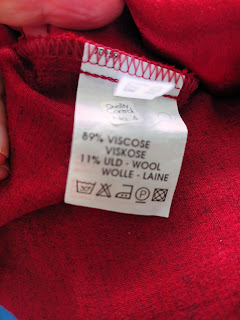 89% VISCOSE
VISKOSE
11% ULD - WOOL
WOLLE - LAINE